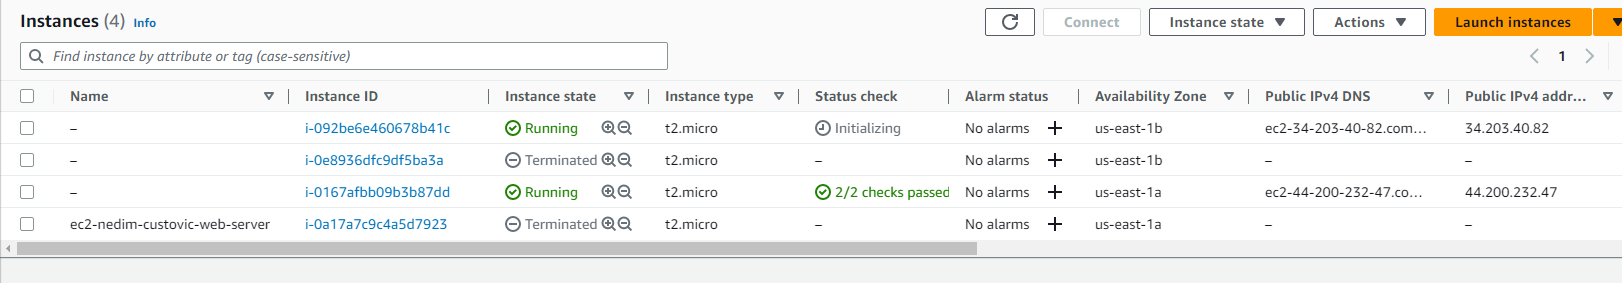 Instances (4) Info
Connect Instance state Actions Launch instances
Find instance by attribute or tag (case-sensitive)
1
Name Instance ID Instance state Instance type Status check Alarm status Availability Zone Public IPv4 DNS Public IPv4 addr...
– i-092be6e460678b41c Running t2.micro Initializing No alarms + us-east-1b ec2-34-203-40-82.com... 34.203.40.82
– i-0e8936dfc9df5ba3a Terminated t2.micro – No alarms + us-east-1b – –
– i-0167afbb09b3b87dd Running t2.micro 2/2 checks passed No alarms + us-east-1a ec2-44-200-232-47.co... 44.200.232.47
ec2-nedim-custovic-web-server i-0a17a7c9c4a5d7923 Terminated t2.micro – No alarms + us-east-1a – –